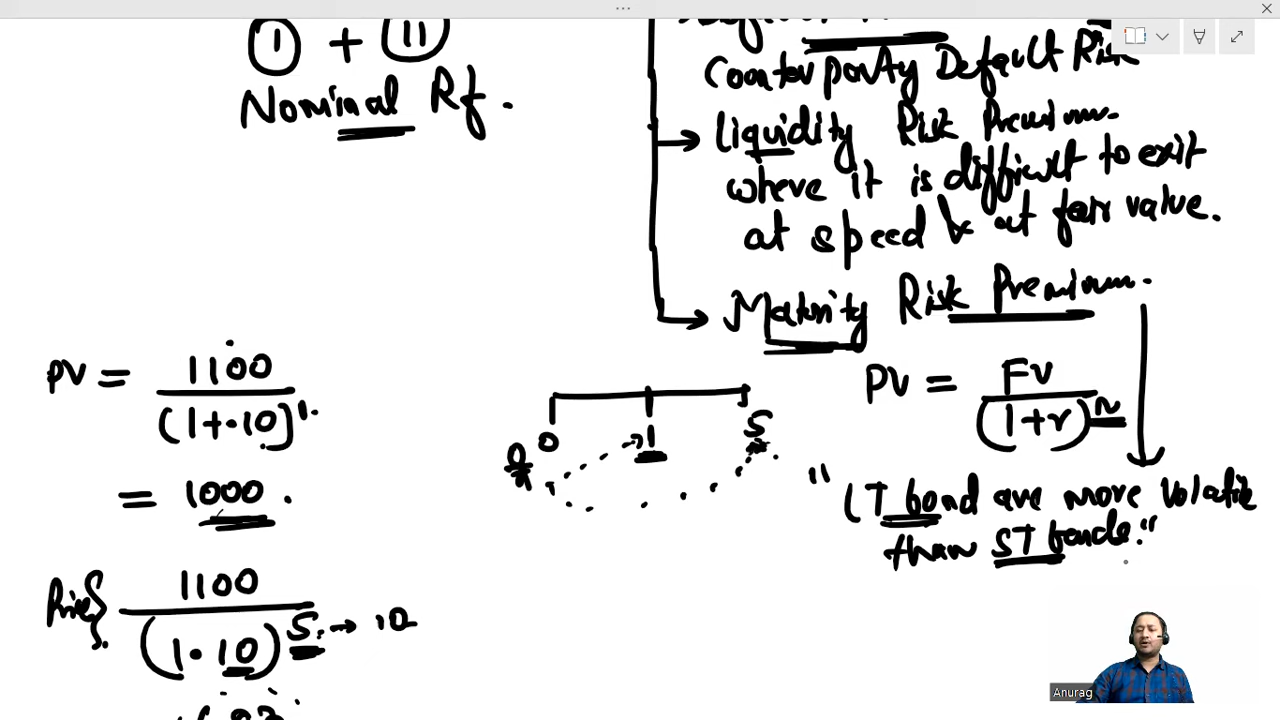 ① + ⑪
Nominal Rf.
Counterparty Default Risk
→ liquidity Risk Premium.
where it is difficult to exit
at speed & at fair value.
→ Maturity Risk Premium.
PV = 1100 / (1+.10)^1.
= 1000.
0 1 5
PV = FV / (1+r)^n
"LT bond are more volatile
than ST bonds."
Price} 1100 / (1.10)^5. → 10
Anurag